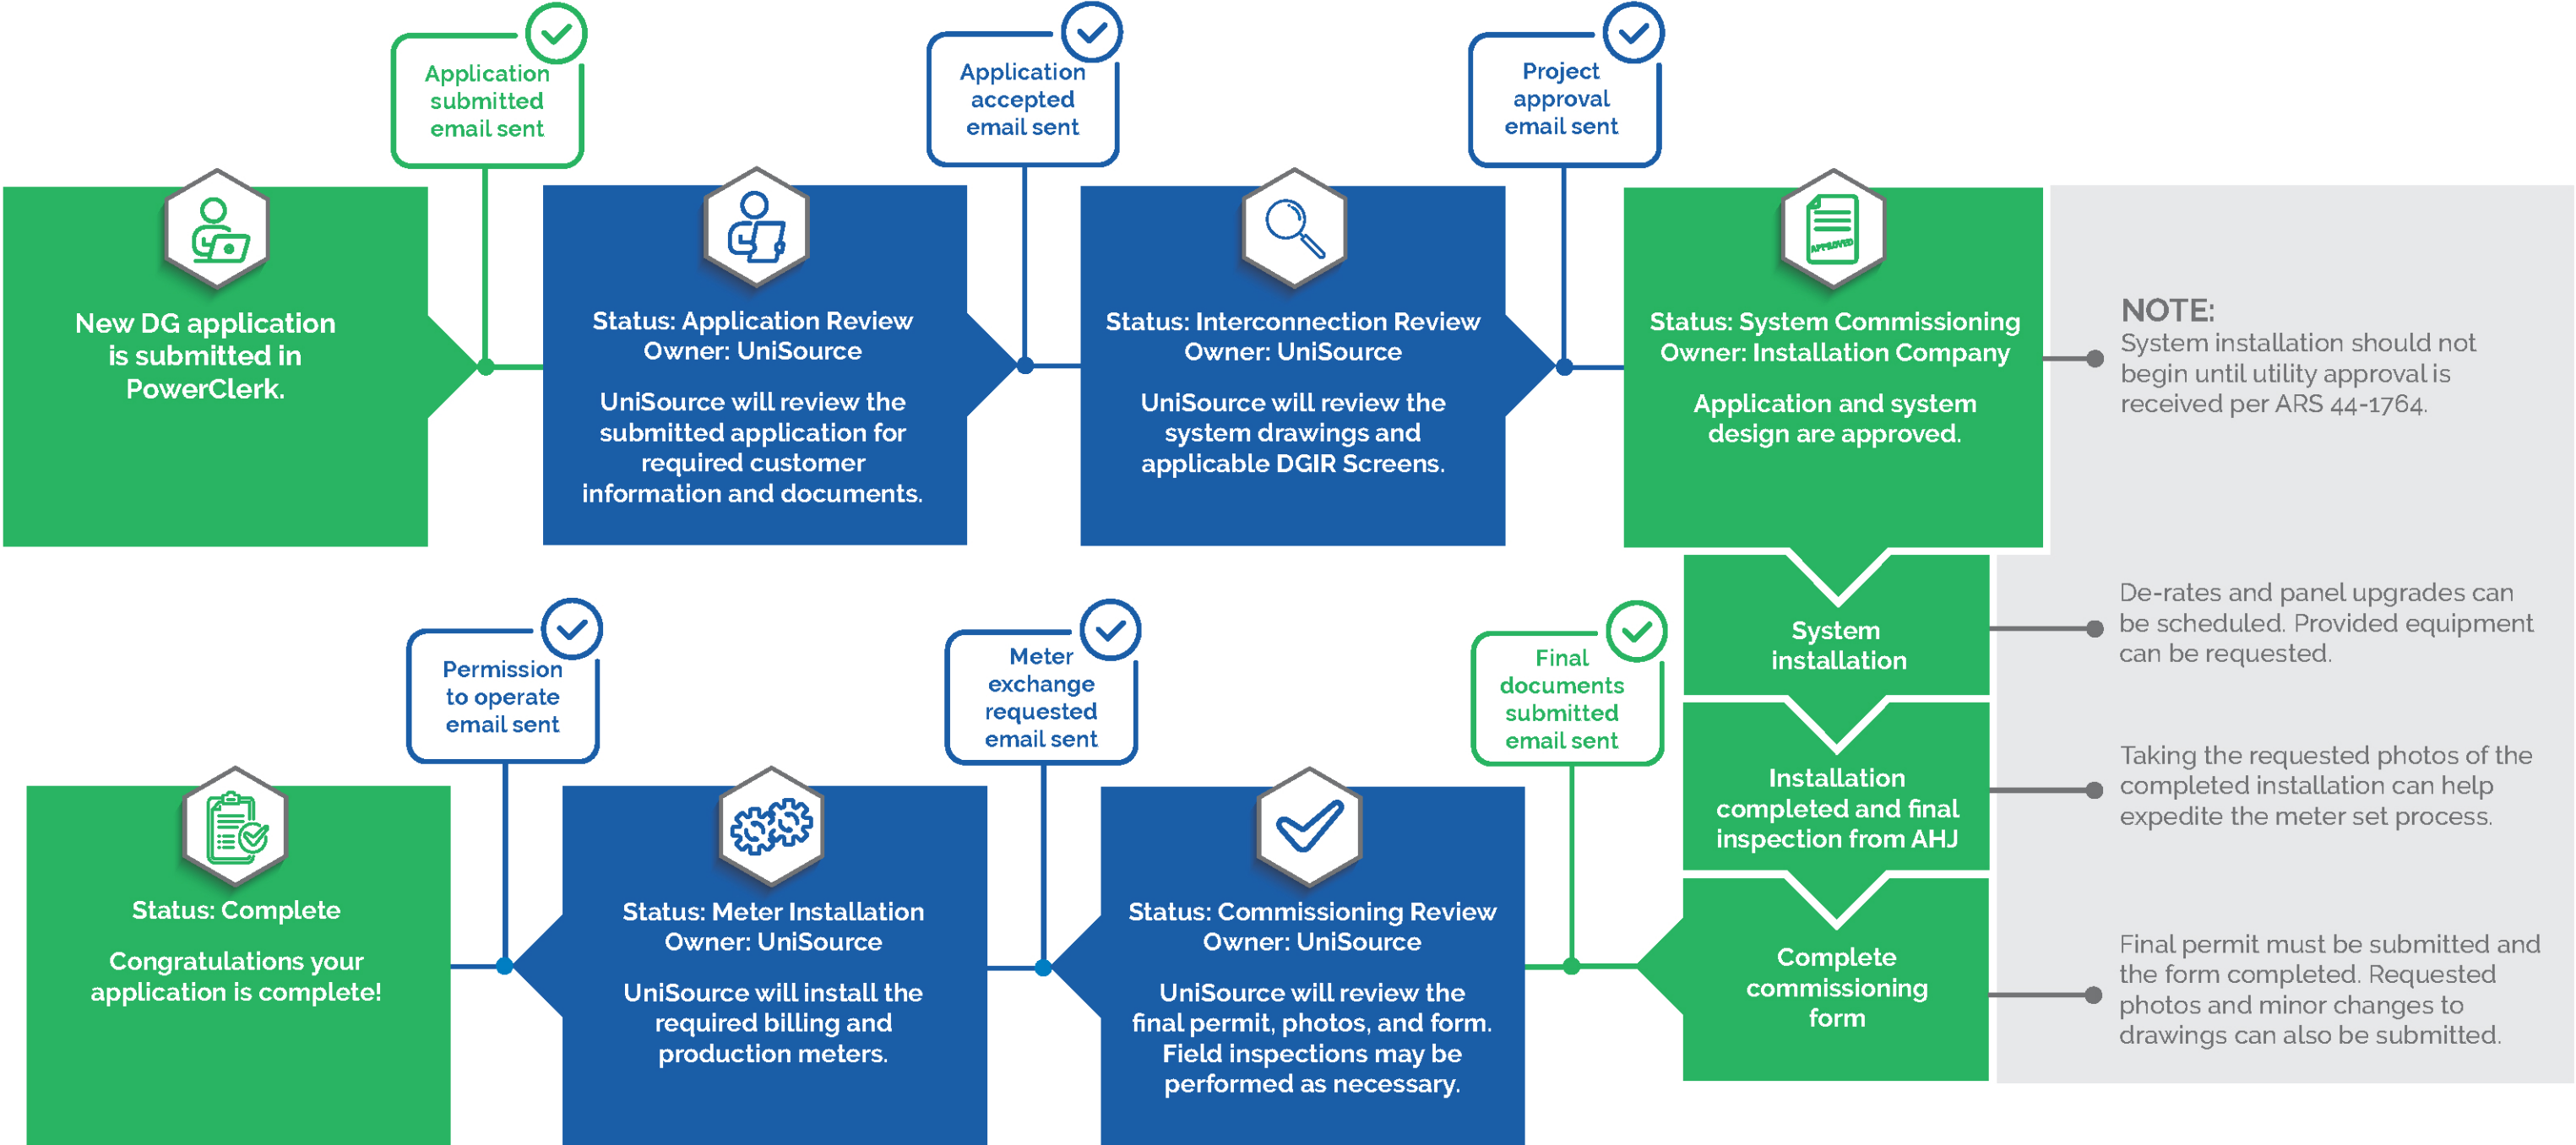 Application
submitted
email sent
Application
accepted
email sent
Project
approval
email sent
New DG application
is submitted in
PowerClerk.
Status: Application Review
Owner: UniSource
UniSource will review the
submitted application for
required customer
information and documents.
Status: Interconnection Review
Owner: UniSource
UniSource will review the
system drawings and
applicable DGIR Screens.
APPROVED
Status: System Commissioning
Owner: Installation Company
Application and system
design are approved.
NOTE:
System installation should not
begin until utility approval is
received per ARS 44-1764.
System
installation
De-rates and panel upgrades can
be scheduled. Provided equipment
can be requested.
Installation
completed and final
inspection from AHJ
Taking the requested photos of the
completed installation can help
expedite the meter set process.
Complete
commissioning
form
Final permit must be submitted and
the form completed. Requested
photos and minor changes to
drawings can also be submitted.
Final
documents
submitted
email sent
Status: Commissioning Review
Owner: UniSource
UniSource will review the
final permit, photos, and form.
Field inspections may be
performed as necessary.
Meter
exchange
requested
email sent
Status: Meter Installation
Owner: UniSource
UniSource will install the
required billing and
production meters.
Permission
to operate
email sent
Status: Complete
Congratulations your
application is complete!